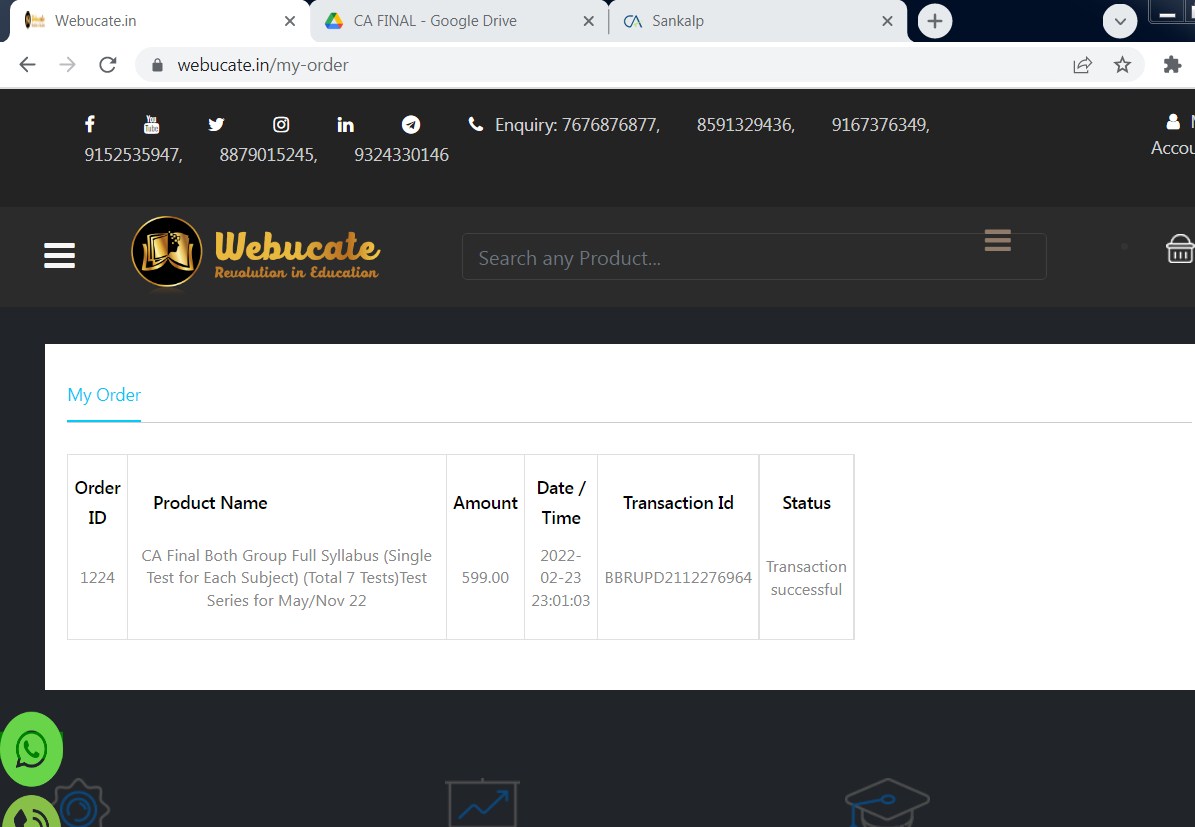 Webucate.in
CA FINAL - Google Drive
Sankalp
webucate.in/my-order
You Tube
Enquiry: 7676876877, 8591329436, 9167376349,
9152535947, 8879015245, 9324330146
Accou
Webucate
Revolution in Education
Search any Product...
My Order
Order ID
Product Name
Amount
Date /
Time
Transaction Id
Status
1224
CA Final Both Group Full Syllabus (Single
Test for Each Subject) (Total 7 Tests)Test
Series for May/Nov 22
599.00
2022-
02-23
23:01:03
BBRUPD2112276964
Transaction
successful